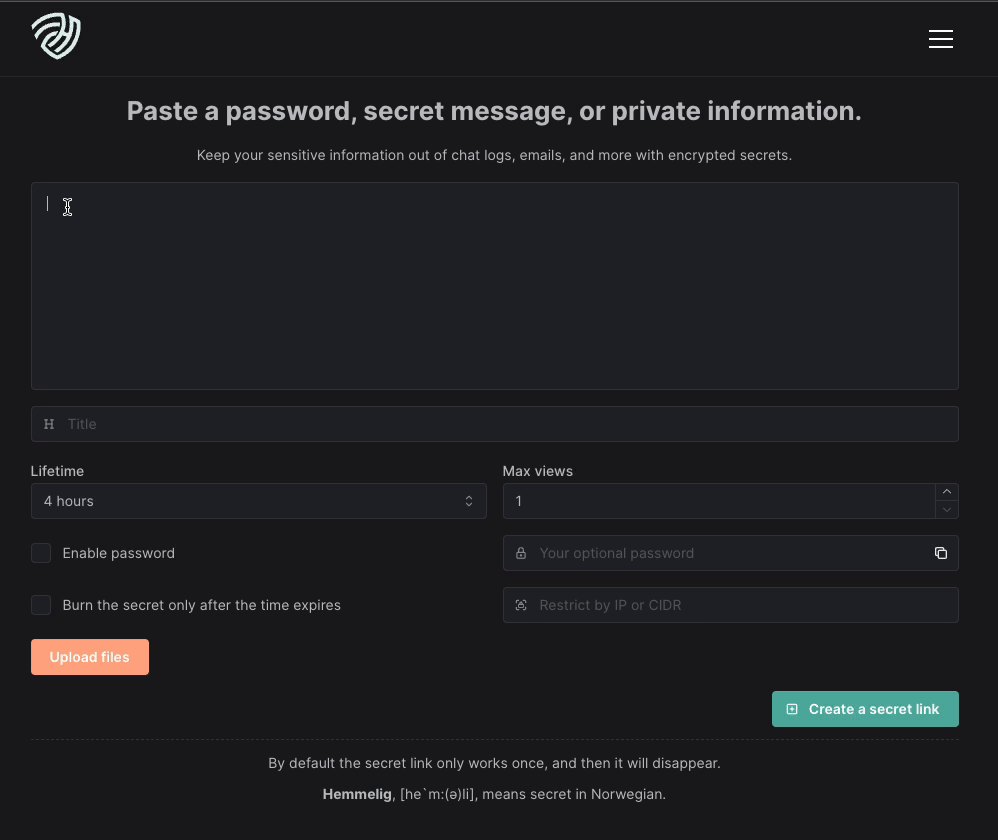 Paste a password, secret message, or private information.
Keep your sensitive information out of chat logs, emails, and more with encrypted secrets.
H Title
Lifetime
Max views
4 hours
1
Enable password
Your optional password
Burn the secret only after the time expires
Restrict by IP or CIDR
Upload files
Create a secret link
By default the secret link only works once, and then it will disappear.
Hemmelig, [he`m:(ə)li], means secret in Norwegian.